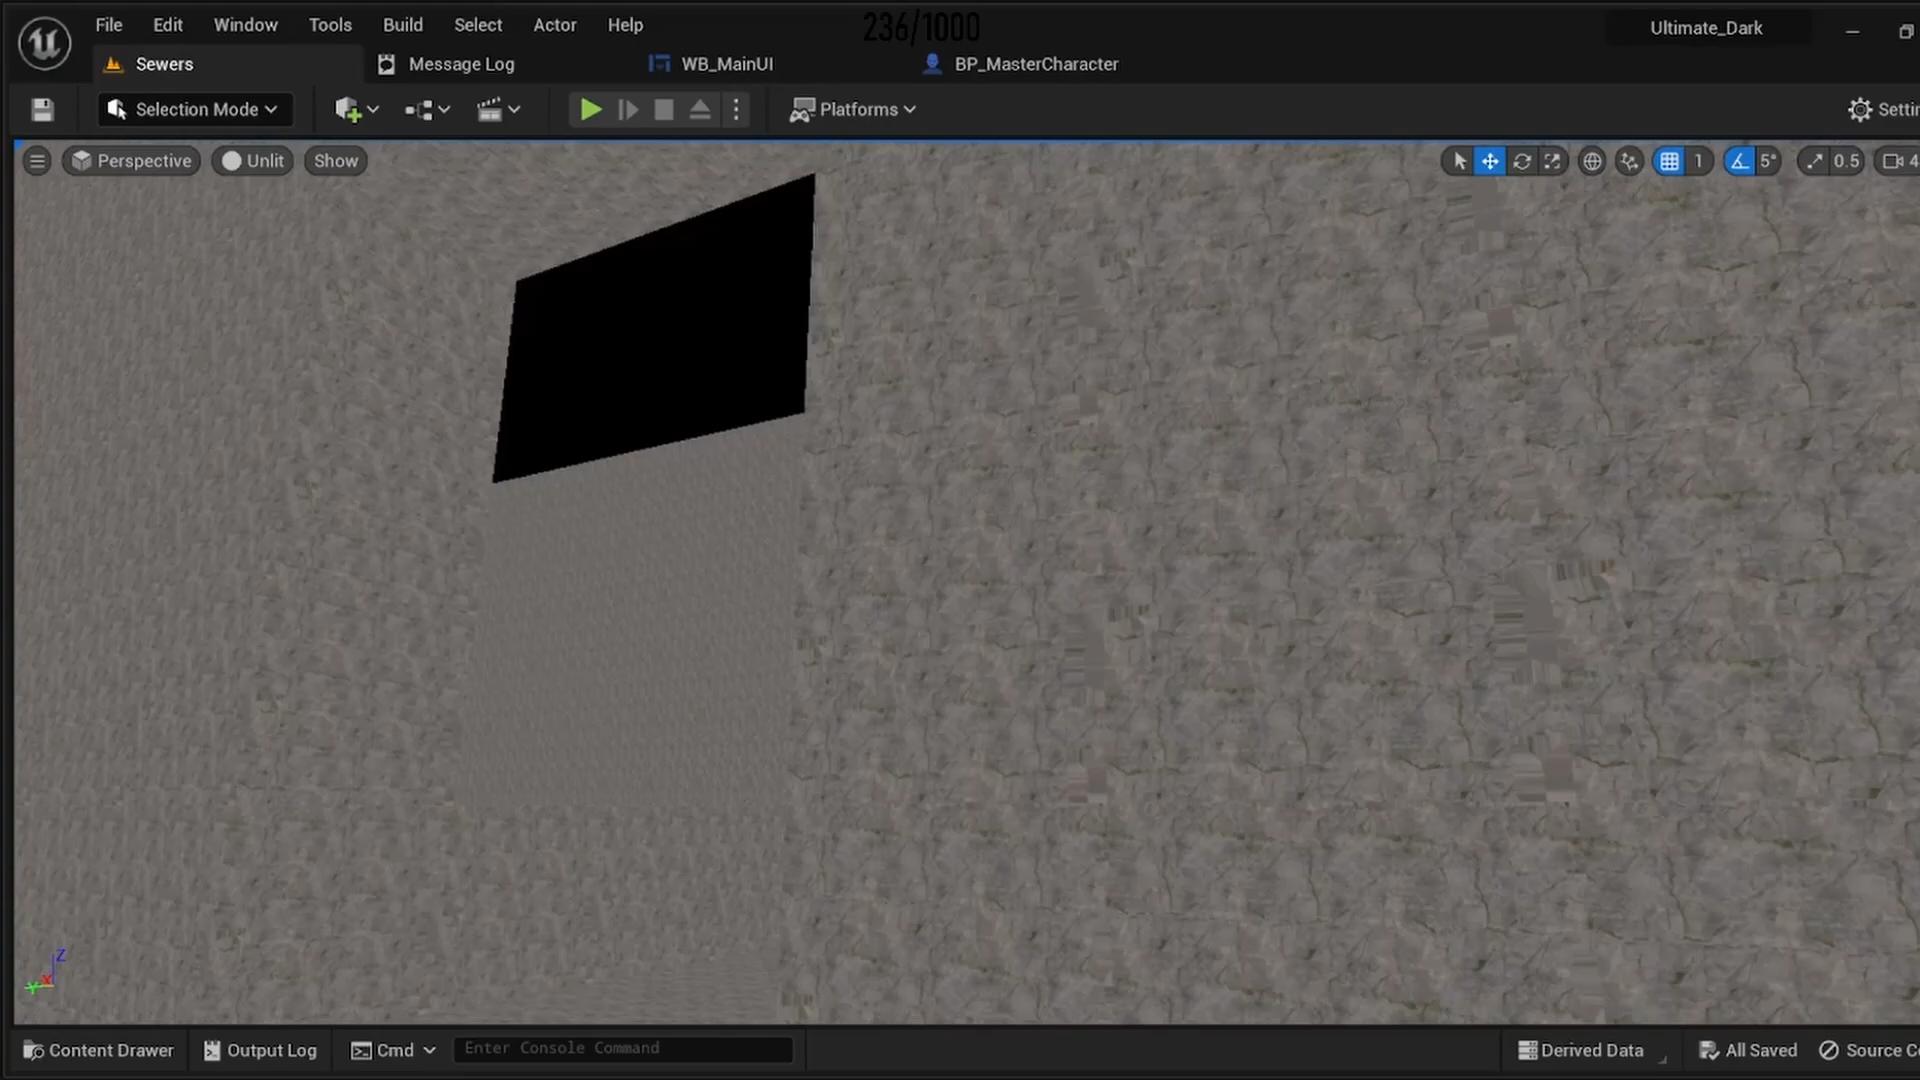 File Edit Window Tools Build Select Actor Help 236/1000 Ultimate_Dark
Sewers Message Log WB_MainUI BP_MasterCharacter
Selection Mode Platforms
Perspective Unlit Show 1 5° 0.5 4
Z
X
Y
Content Drawer Output Log Cmd Enter Console Command Derived Data All Saved Source